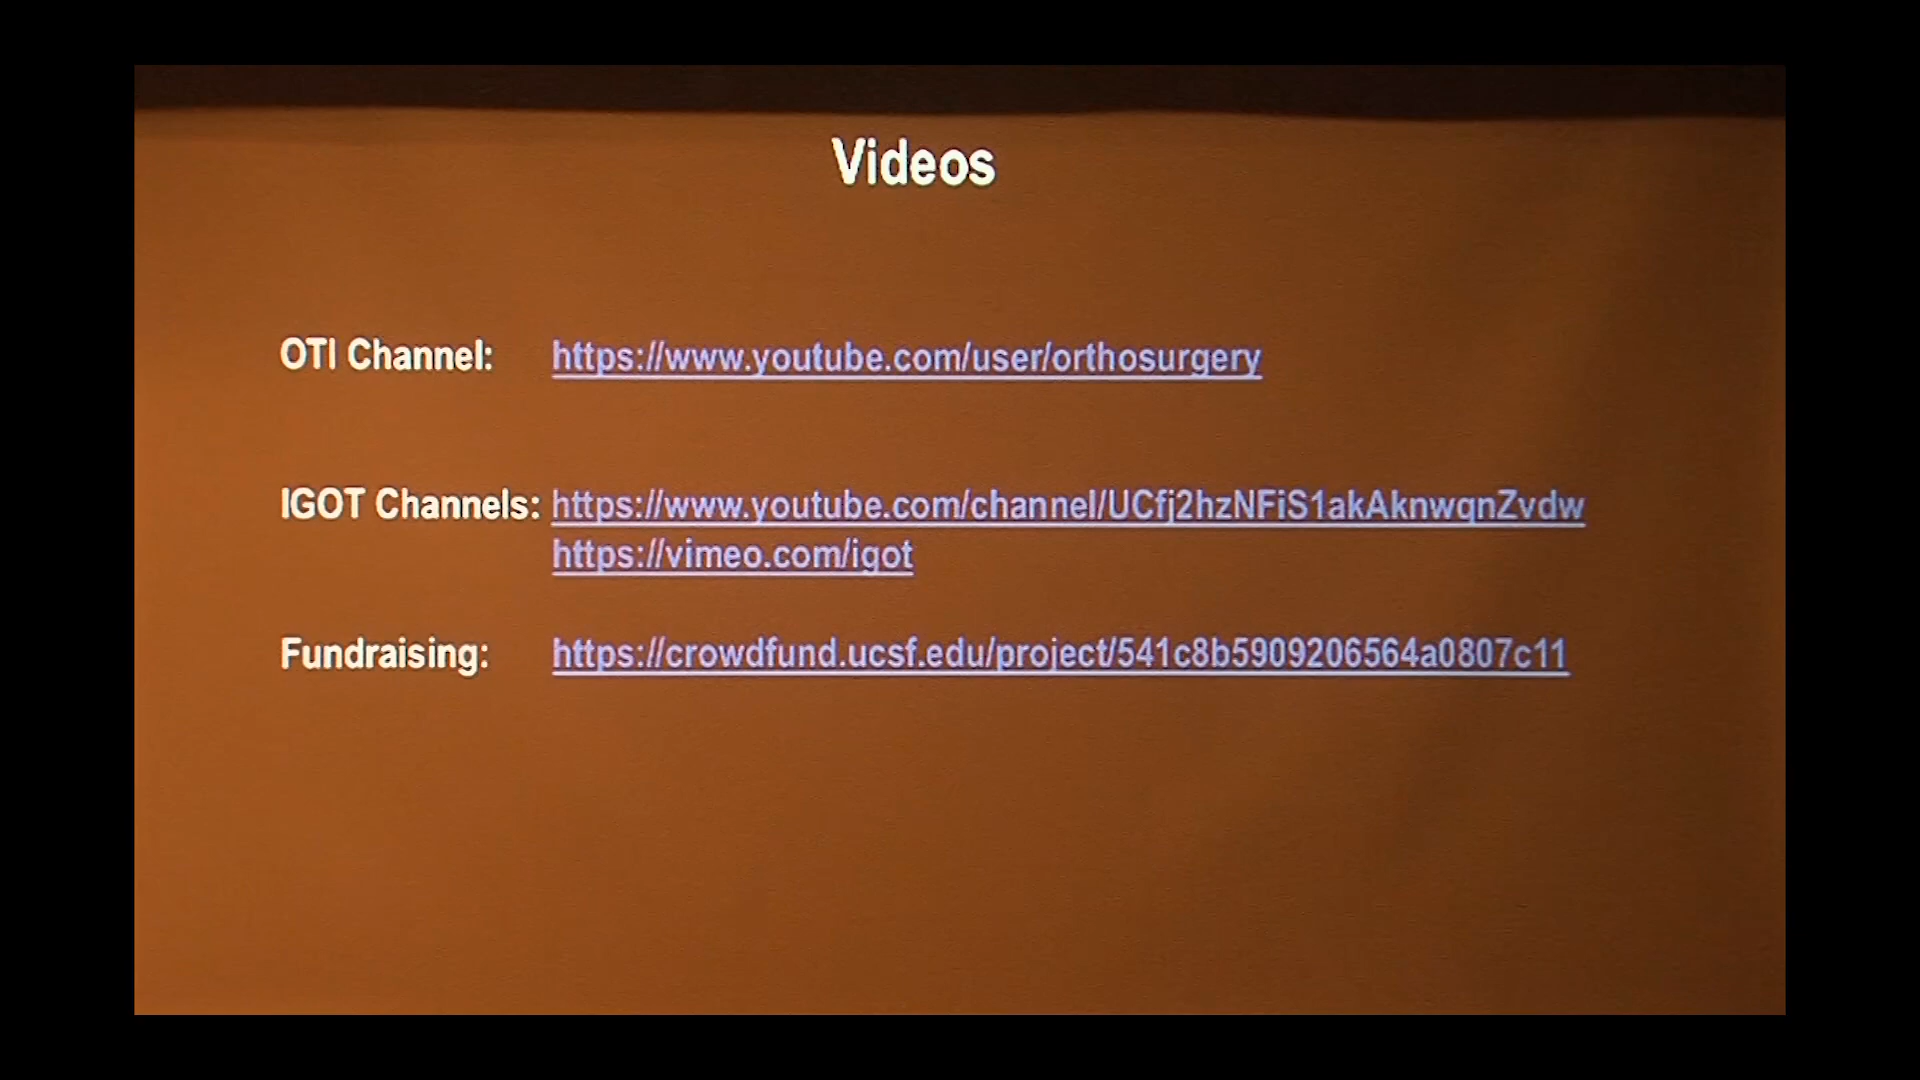 Videos
OTI Channel: https://www.youtube.com/user/orthosurgery
IGOT Channels: https://www.youtube.com/channel/UCfj2hzNFiS1akAknwqnZvdw
https://vimeo.com/igot
Fundraising: https://crowdfund.ucsf.edu/project/541c8b5909206564a0807c11